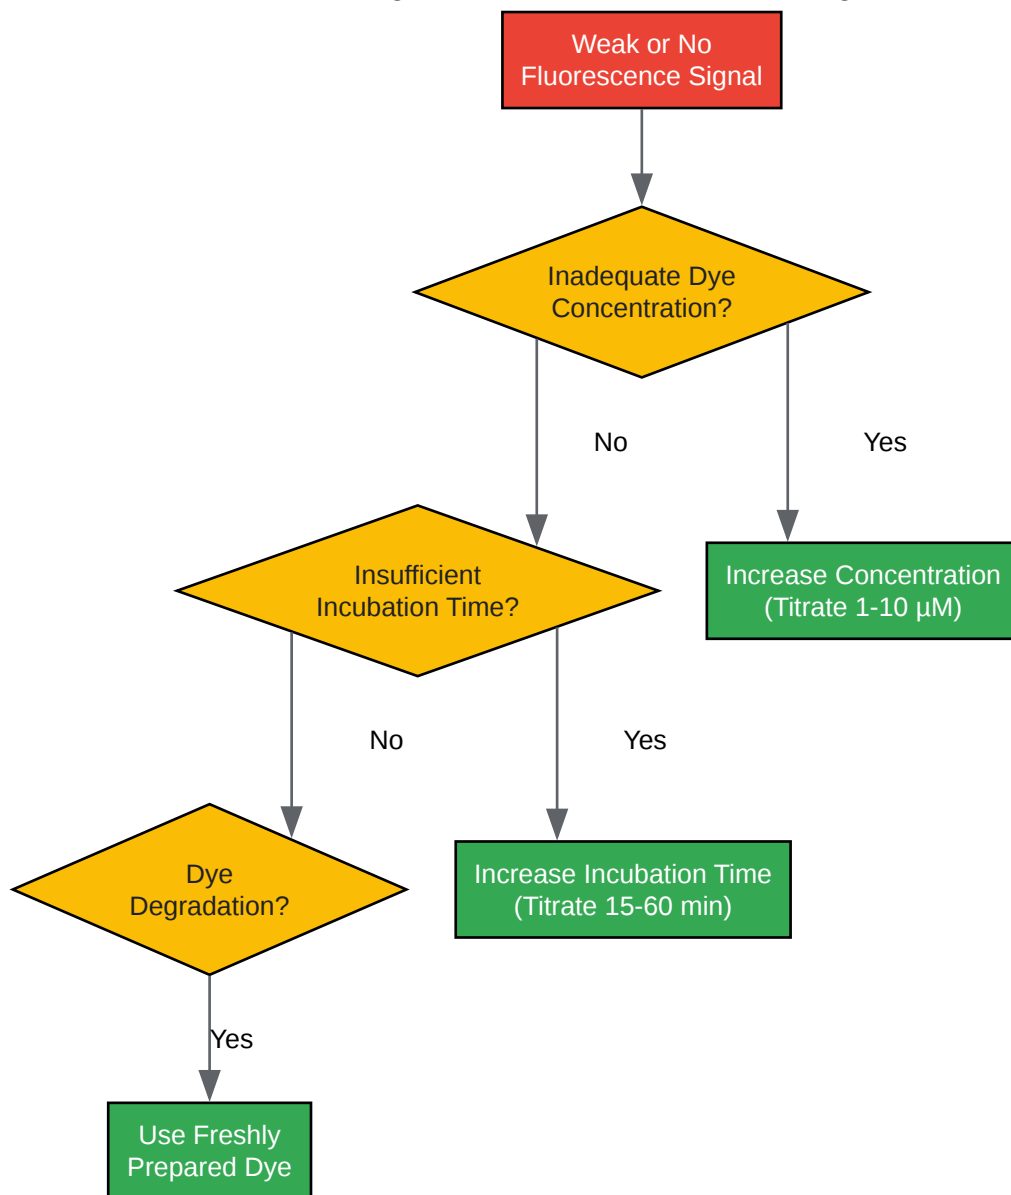 Weak or No
Fluorescence Signal
Inadequate Dye
Concentration?
No
Yes
Insufficient
Incubation Time?
Increase Concentration
(Titrate 1-10 µM)
No
Yes
Dye
Degradation?
Increase Incubation Time
(Titrate 15-60 min)
Yes
Use Freshly
Prepared Dye